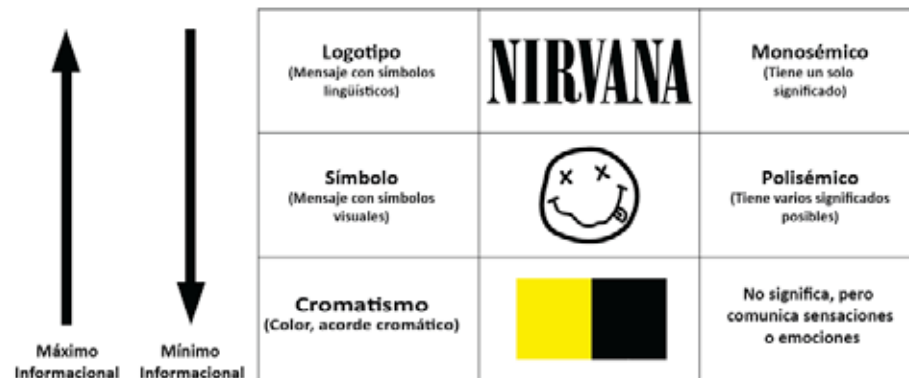 Logotipo
(Mensaje con símbolos
lingüísticos)
NIRVANA
Monosémico
(Tiene un solo
significado)
Símbolo
(Mensaje con símbolos
visuales)
x x
Polisémico
(Tiene varios significados
posibles)
Cromatismo
(Color, acorde cromático)
No significa, pero
comunica sensaciones
o emociones
Máximo
Informacional
Mínimo
Informacional